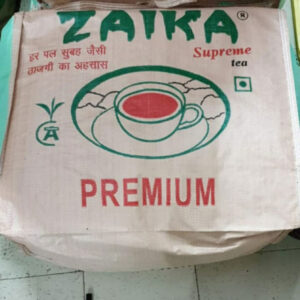 ZAIKA®
हर पल सुबह जैसी
ताजगी का अहसास
Supreme
tea
PREMIUM